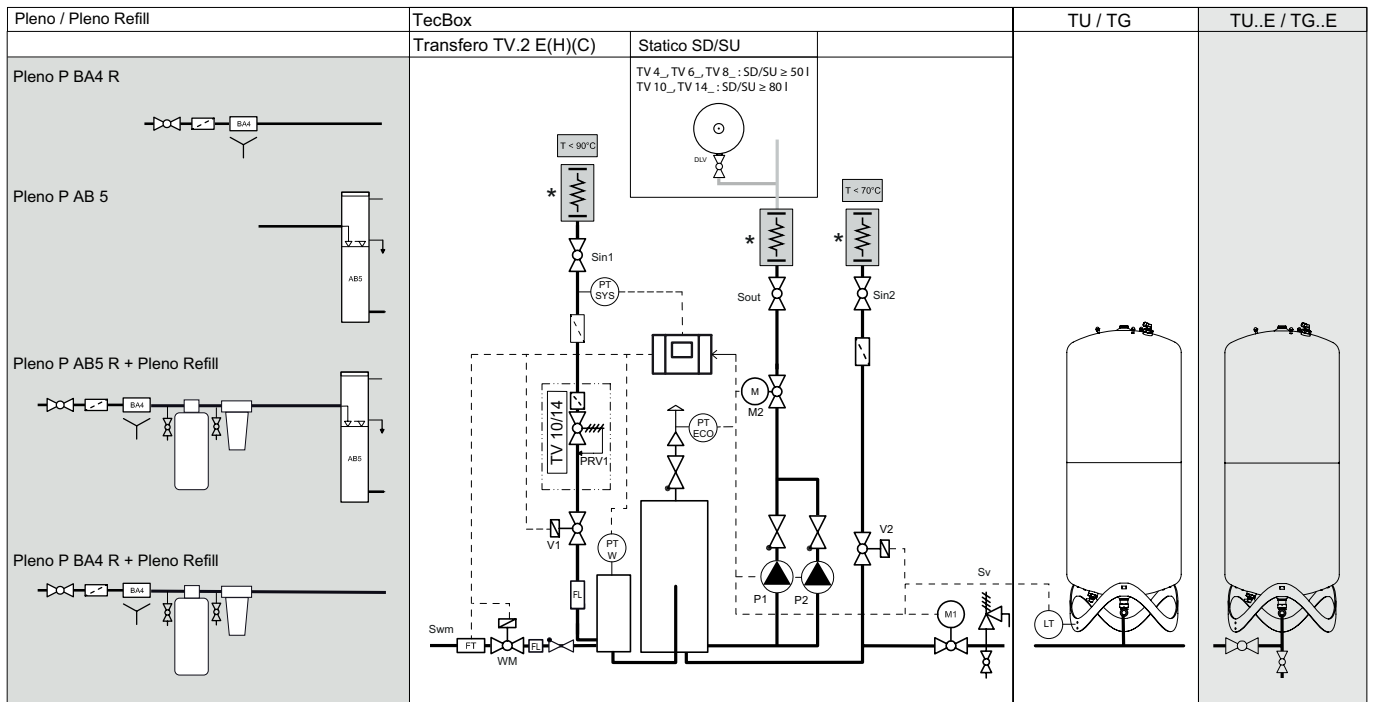 Pleno / Pleno Refill
TecBox
TU / TG
TU..E / TG..E
Transfero TV.2 E(H)(C)
Statico SD/SU
Pleno P BA4 R
BA4
TV 4_, TV 6_, TV 8_ : SD/SU ≥ 50 l
TV 10_, TV 14_ : SD/SU ≥ 80 l
DLV
T < 90°C
T < 70°C
*
*
*
Pleno P AB 5
AB5
Sin1
PT
SYS
Sout
Sin2
Pleno P AB5 R + Pleno Refill
BA4
AB5
TV 10/14
PRV1
M
M2
PT
ECO
V1
PT
W
V2
Pleno P BA4 R + Pleno Refill
BA4
FL
P1
P2
Sv
M1
LT
Swm
FT
WM
FL